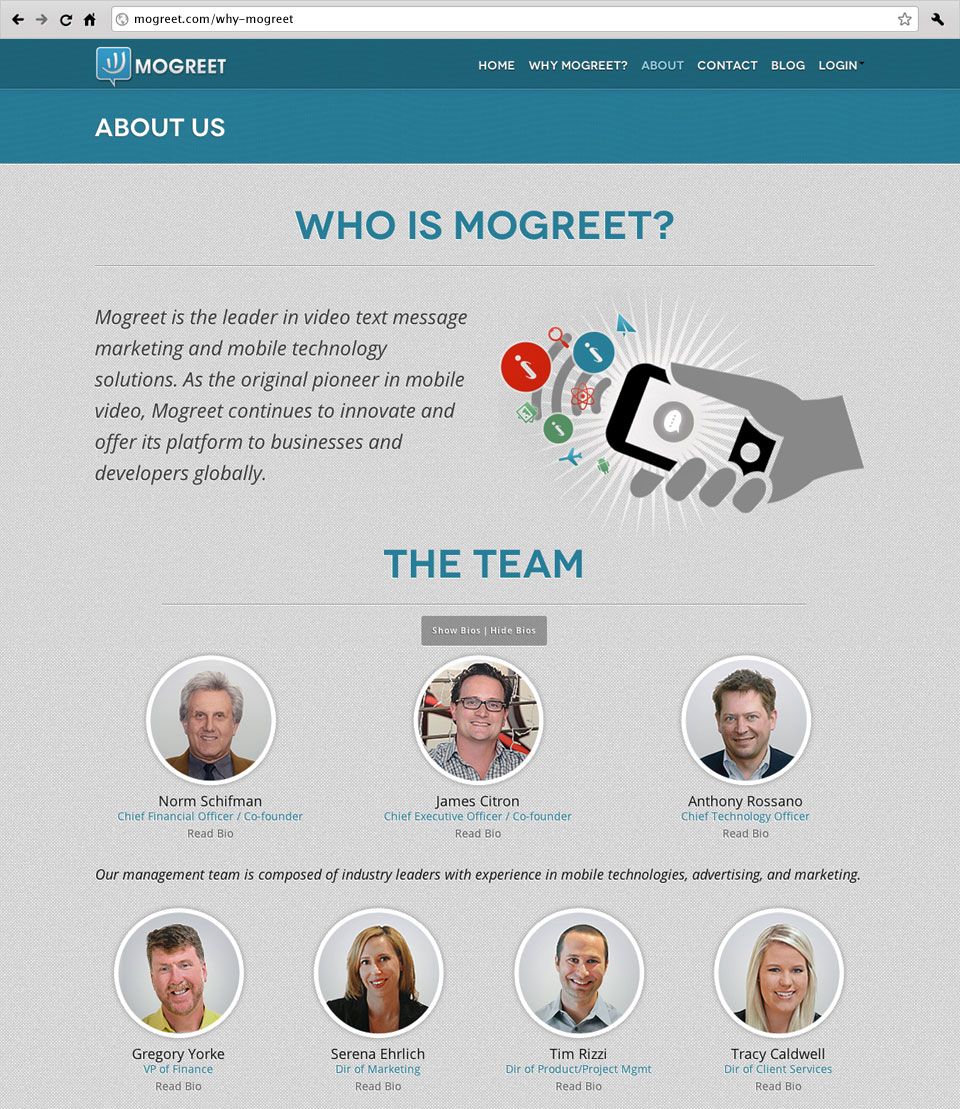 mogreet.com/why-mogreet
MOGREET
HOME WHY MOGREET? ABOUT CONTACT BLOG LOGIN
ABOUT US
WHO IS MOGREET?
Mogreet is the leader in video text message
marketing and mobile technology
solutions. As the original pioneer in mobile
video, Mogreet continues to innovate and
offer its platform to businesses and
developers globally.
THE TEAM
Show Bios | Hide Bios
Norm Schifman James Citron Anthony Rossano
Chief Financial Officer / Co-founder Chief Executive Officer / Co-founder Chief Technology Officer
Read Bio Read Bio Read Bio
Our management team is composed of industry leaders with experience in mobile technologies, advertising, and marketing.
Gregory Yorke Serena Ehrlich Tim Rizzi Tracy Caldwell
VP of Finance Dir of Marketing Dir of Product/Project Mgmt Dir of Client Services
Read Bio Read Bio Read Bio Read Bio